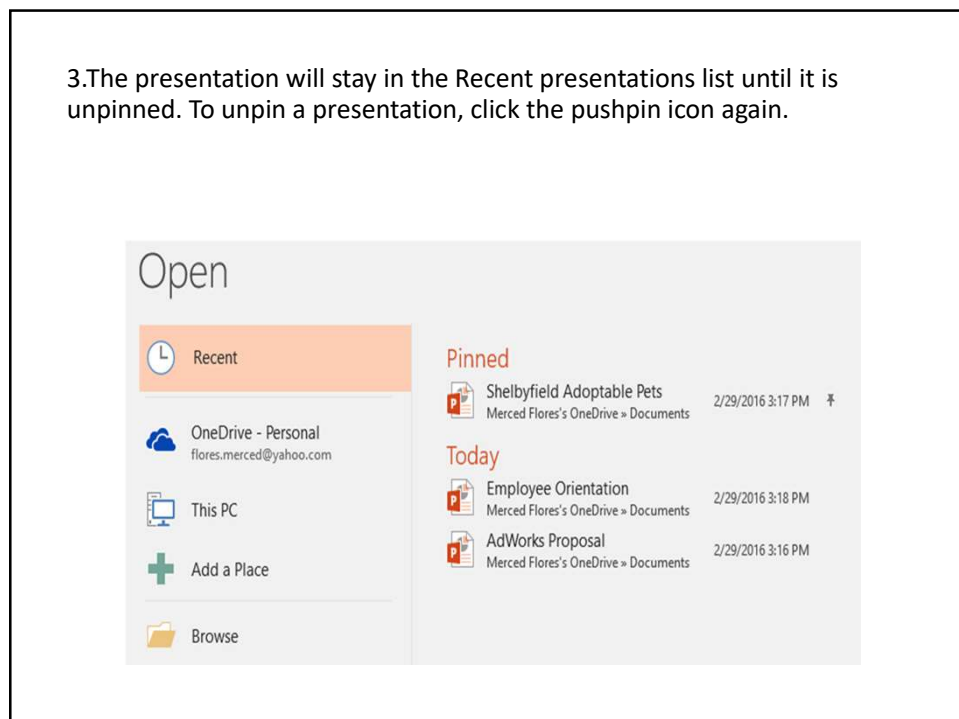 3.The presentation will stay in the Recent presentations list until it is
unpinned. To unpin a presentation, click the pushpin icon again.
Open
Recent
OneDrive - Personal
flores.merced@yahoo.com
This PC
Add a Place
Browse
Pinned
Shelbyfield Adoptable Pets
Merced Flores's OneDrive » Documents
2/29/2016 3:17 PM
Today
Employee Orientation
Merced Flores's OneDrive » Documents
2/29/2016 3:18 PM
AdWorks Proposal
Merced Flores's OneDrive » Documents
2/29/2016 3:16 PM